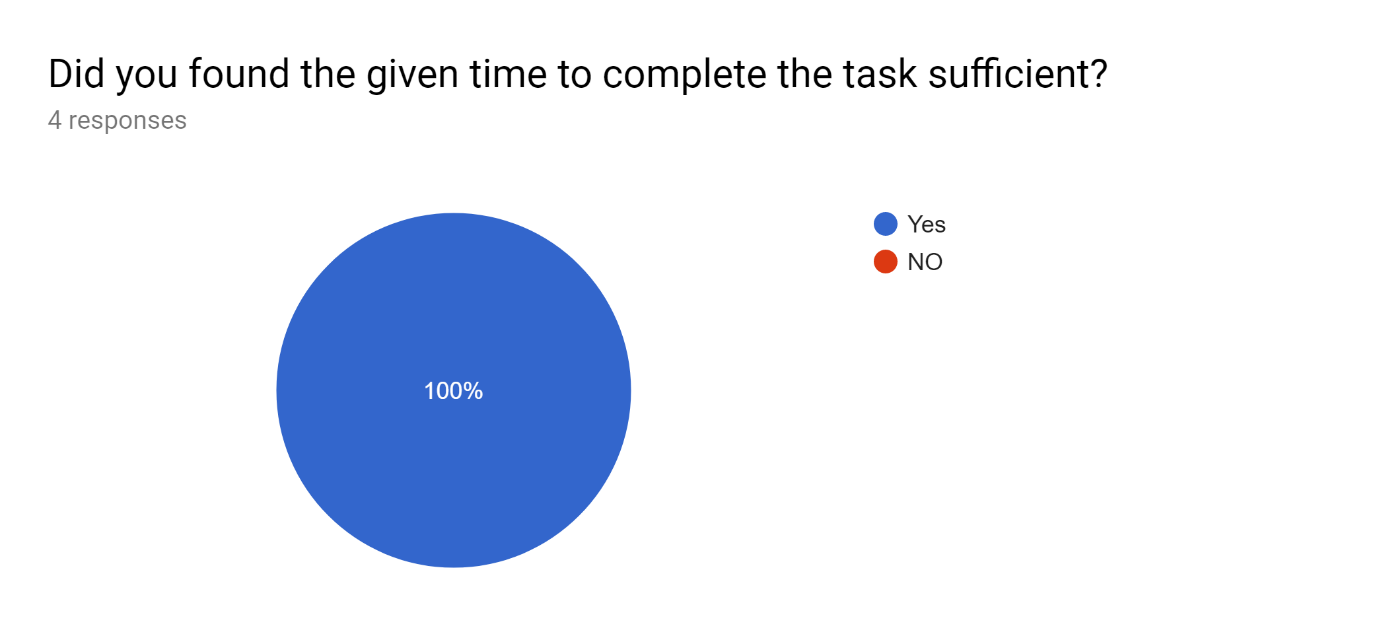 Did you found the given time to complete the task sufficient?
4 responses
Yes
NO
100%